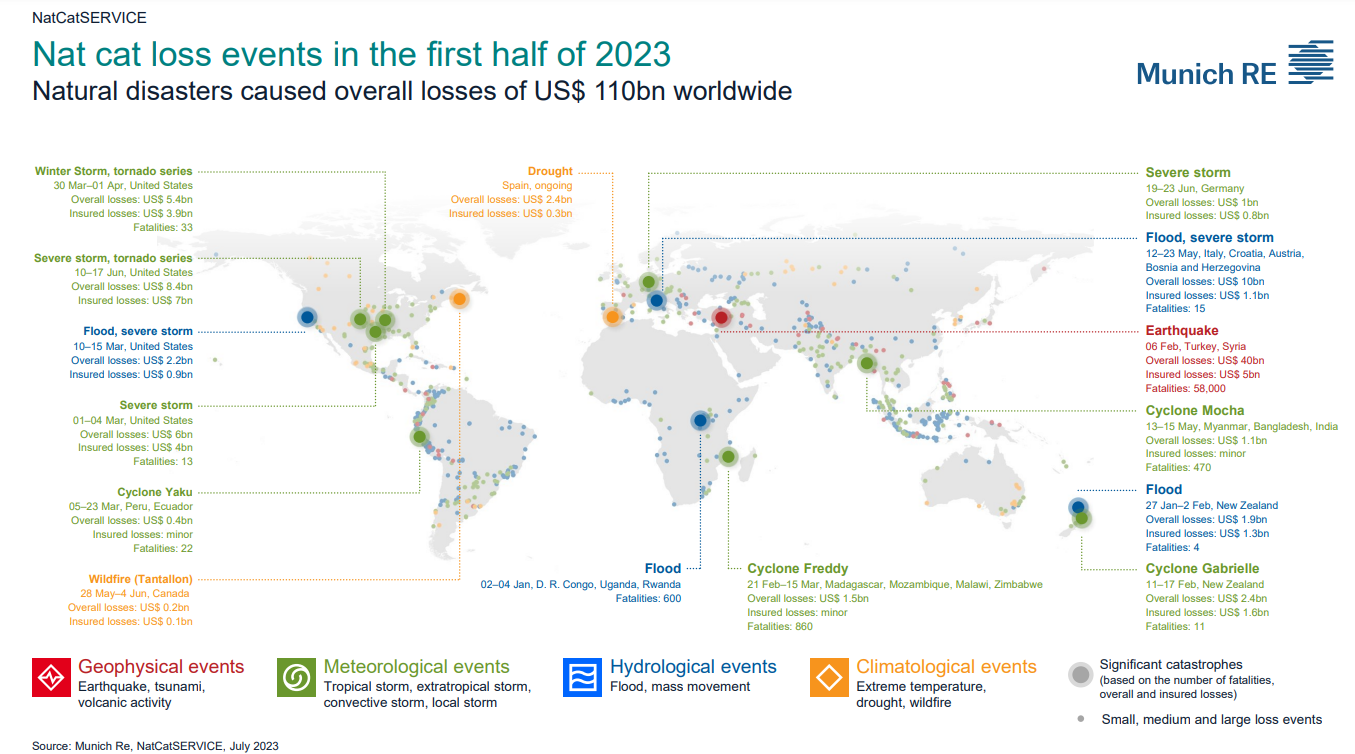 NatCatSERVICE
Nat cat loss events in the first half of 2023
Natural disasters caused overall losses of US$ 110bn worldwide
Munich RE
Winter Storm, tornado series
30 Mar–01 Apr, United States
Overall losses: US$ 5.4bn
Insured losses: US$ 3.9bn
Fatalities: 33
Severe storm, tornado series
10–17 Jun, United States
Overall losses: US$ 8.4bn
Insured losses: US$ 7bn
Flood, severe storm
10–15 Mar, United States
Overall losses: US$ 2.2bn
Insured losses: US$ 0.9bn
Severe storm
01–04 Mar, United States
Overall losses: US$ 6bn
Insured losses: US$ 4bn
Fatalities: 13
Cyclone Yaku
05–23 Mar, Peru, Ecuador
Overall losses: US$ 0.4bn
Insured losses: minor
Fatalities: 22
Wildfire (Tantallon)
28 May–4 Jun, Canada
Overall losses: US$ 0.2bn
Insured losses: US$ 0.1bn
Drought
Spain, ongoing
Overall losses: US$ 2.4bn
Insured losses: US$ 0.3bn
Flood
02–04 Jan, D. R. Congo, Uganda, Rwanda
Fatalities: 600
Cyclone Freddy
21 Feb–15 Mar, Madagascar, Mozambique, Malawi, Zimbabwe
Overall losses: US$ 1.5bn
Insured losses: minor
Fatalities: 860
Severe storm
19–23 Jun, Germany
Overall losses: US$ 1bn
Insured losses: US$ 0.8bn
Flood, severe storm
12–23 May, Italy, Croatia, Austria,
Bosnia and Herzegovina
Overall losses: US$ 10bn
Insured losses: US$ 1.1bn
Fatalities: 15
Earthquake
06 Feb, Turkey, Syria
Overall losses: US$ 40bn
Insured losses: US$ 5bn
Fatalities: 58,000
Cyclone Mocha
13–15 May, Myanmar, Bangladesh, India
Overall losses: US$ 1.1bn
Insured losses: minor
Fatalities: 470
Flood
27 Jan–2 Feb, New Zealand
Overall losses: US$ 1.9bn
Insured losses: US$ 1.3bn
Fatalities: 4
Cyclone Gabrielle
11–17 Feb, New Zealand
Overall losses: US$ 2.4bn
Insured losses: US$ 1.6bn
Fatalities: 11
Geophysical events
Earthquake, tsunami,
volcanic activity
Meteorological events
Tropical storm, extratropical storm,
convective storm, local storm
Hydrological events
Flood, mass movement
Climatological events
Extreme temperature,
drought, wildfire
Significant catastrophes
(based on the number of fatalities,
overall and insured losses)
Small, medium and large loss events
Source: Munich Re, NatCatSERVICE, July 2023